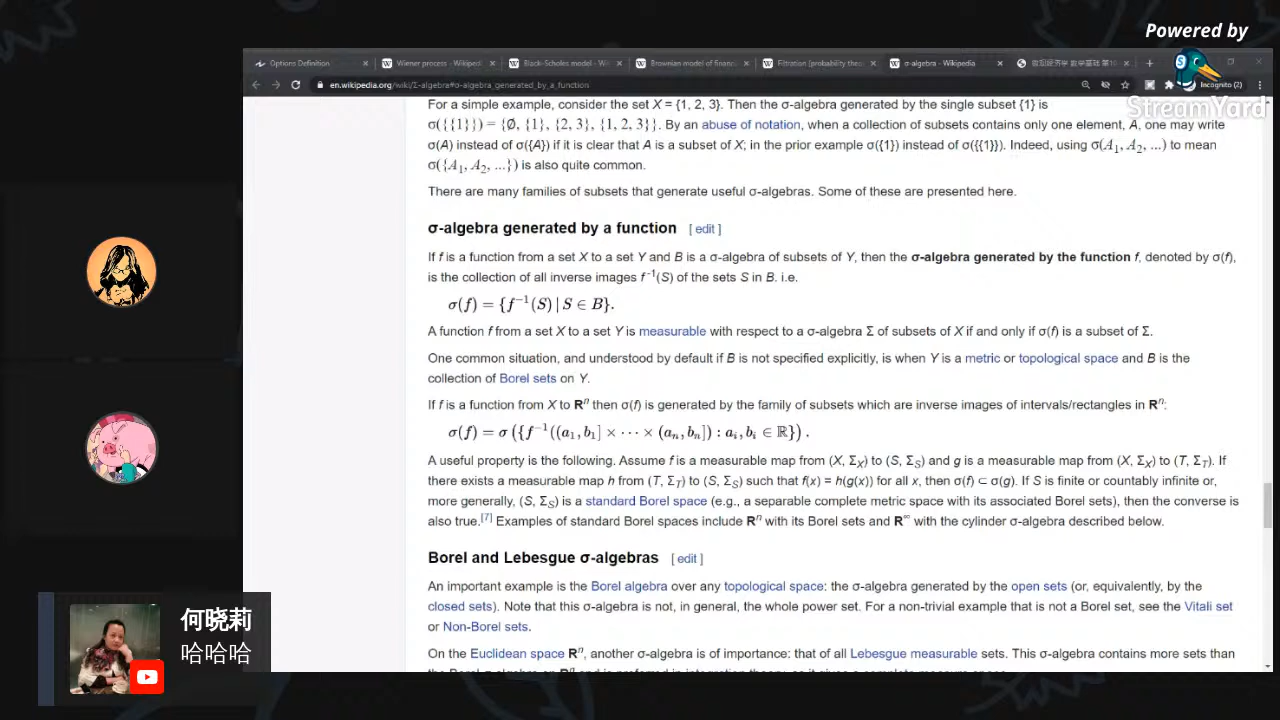 Powered by
StreamYard
Options Definition
Wiener process - Wikiped
Black-Scholes model - Wi
Brownian model of financ
Filtration (probability theo
σ-algebra - Wikipedia
en.wikipedia.org/wiki/Σ-algebra#σ-algebra_generated_by_a_function
Incognito (2)
For a simple example, consider the set X = {1, 2, 3}. Then the σ-algebra generated by the single subset {1} is
σ({{1}}) = {∅, {1}, {2, 3}, {1, 2, 3}}. By an abuse of notation, when a collection of subsets contains only one element, A, one may write
σ(A) instead of σ({A}) if it is clear that A is a subset of X; in the prior example σ({1}) instead of σ({{1}}). Indeed, using σ(A₁, A₂, ...) to mean
σ({A₁, A₂, ...}) is also quite common.
There are many families of subsets that generate useful σ-algebras. Some of these are presented here.
σ-algebra generated by a function [ edit ]
If f is a function from a set X to a set Y and B is a σ-algebra of subsets of Y, then the σ-algebra generated by the function f, denoted by σ(f),
is the collection of all inverse images f⁻¹(S) of the sets S in B. i.e.
σ(f) = {f⁻¹(S) | S ∈ B}.
A function f from a set X to a set Y is measurable with respect to a σ-algebra Σ of subsets of X if and only if σ(f) is a subset of Σ.
One common situation, and understood by default if B is not specified explicitly, is when Y is a metric or topological space and B is the
collection of Borel sets on Y.
If f is a function from X to Rⁿ then σ(f) is generated by the family of subsets which are inverse images of intervals/rectangles in Rⁿ:
σ(f) = σ ({f⁻¹((a₁, b₁] × ⋯ × (aₙ, bₙ]) : aᵢ, bᵢ ∈ ℝ}) .
A useful property is the following. Assume f is a measurable map from (X, Σ_X) to (S, Σ_S) and g is a measurable map from (X, Σ_X) to (T, Σ_T). If
there exists a measurable map h from (T, Σ_T) to (S, Σ_S) such that f(x) = h(g(x)) for all x, then σ(f) ⊂ σ(g). If S is finite or countably infinite or,
more generally, (S, Σ_S) is a standard Borel space (e.g., a separable complete metric space with its associated Borel sets), then the converse is
also true.[7] Examples of standard Borel spaces include Rⁿ with its Borel sets and R^∞ with the cylinder σ-algebra described below.
Borel and Lebesgue σ-algebras [ edit ]
An important example is the Borel algebra over any topological space: the σ-algebra generated by the open sets (or, equivalently, by the
closed sets). Note that this σ-algebra is not, in general, the whole power set. For a non-trivial example that is not a Borel set, see the Vitali set
or Non-Borel sets.
On the Euclidean space Rⁿ, another σ-algebra is of importance: that of all Lebesgue measurable sets. This σ-algebra contains more sets than
何晓莉
哈哈哈